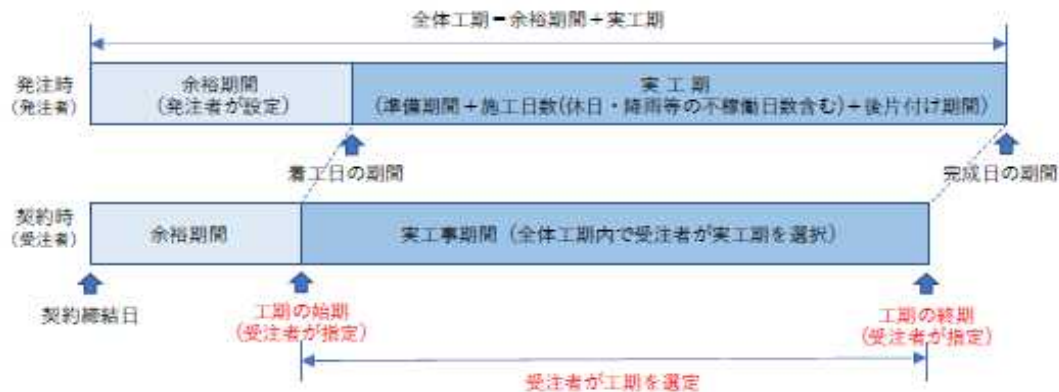 全体工期＝余裕期間＋実工期
発注時
(発注者)
余裕期間
(発注者が設定)
実 工 期
(準備期間＋施工日数(休日・降雨等の不稼働日数含む)＋後片付け期間)
着工日の期間
完成日の期間
契約時
(受注者)
余裕期間
実工事期間 (全体工期内で受注者が実工期を選択)
契約締結日
工期の始期
(受注者が指定)
工期の終期
(受注者が指定)
受注者が工期を選定